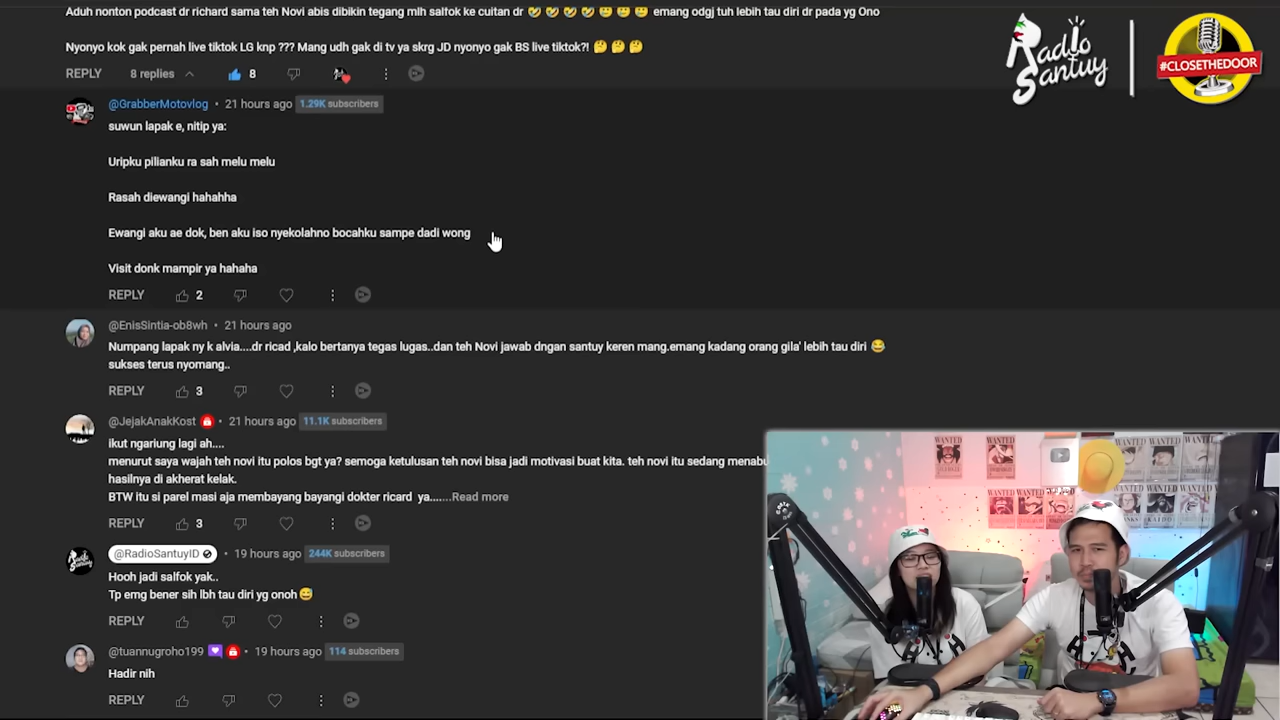 Aduh nonton podcast dr richard sama teh Novi abis dibikin tegang mlh salfok ke cuitan dr 🤣 🤣 🤣 🤣 🙂 🙂 🙂 emang odgj tuh lebih tau diri dr pada yg Ono
Nyonyo kok gak pernah live tiktok LG knp ??? Mang udh gak di tv ya skrg JD nyonyo gak BS live tiktok?! 🤔 🤔 🤔
REPLY 8 replies 8
Radio Santuy
#CLOSETHEDOOR
@GrabberMotovlog • 21 hours ago 1.29K subscribers
suwun lapak e, nitip ya:
Uripku pilianku ra sah melu melu
Rasah diewangi hahahha
Ewangi aku ae dok, ben aku iso nyekolahno bocahku sampe dadi wong
Visit donk mampir ya hahaha
REPLY 2
@EnisSintia-ob8wh • 21 hours ago
Numpang lapak ny k alvia....dr ricad ,kalo bertanya tegas lugas..dan teh Novi jawab dngan santuy keren mang.emang kadang orang gila' lebih tau diri 😂
sukses terus nyomang..
REPLY 3
@JejakAnakKost • 21 hours ago 11.1K subscribers
ikut ngariung lagi ah....
menurut saya wajah teh novi itu polos bgt ya? semoga ketulusan teh novi bisa jadi motivasi buat kita. teh novi itu sedang menabu
hasilnya di akherat kelak.
BTW itu si parel masi aja membayang bayangi dokter ricard ya.......Read more
REPLY 3
@RadioSantuyID • 19 hours ago 244K subscribers
Hooh jadi salfok yak..
Tp emg bener sih lbh tau diri yg onoh😅
REPLY
@tuannugroho199 • 19 hours ago 114 subscribers
Hadir nih
REPLY
WANTED
WANTED